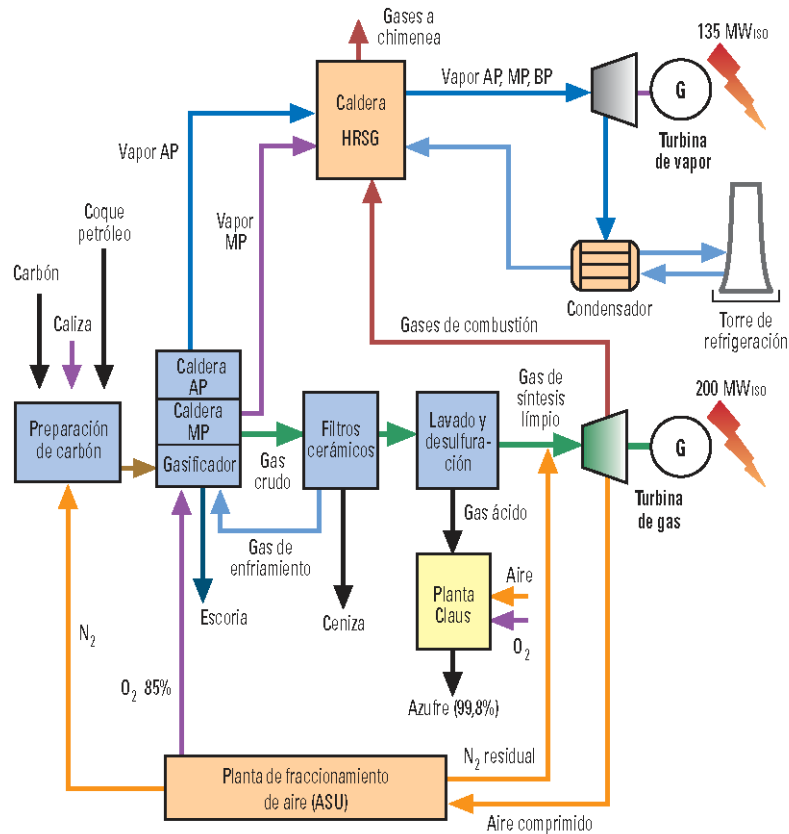 Gases a
chimenea
135 MWISO
Caldera
HRSG
Vapor AP, MP, BP
G
Turbina
de vapor
Vapor AP
Vapor
MP
Coque
petróleo
Carbón
Caliza
Condensador
Torre de
refrigeración
Gases de combustión
Caldera
AP
Caldera
MP
Gasificador
Preparación
de carbón
Filtros
cerámicos
Lavado y
desulfura-
ción
Gas de
síntesis
límpio
200 MWISO
G
Turbina
de gas
Gas
crudo
Gas ácido
Gas de
enfriamiento
Escoria
Ceniza
Planta
Claus
Aire
O2
N2
O2 85%
Azufre (99,8%)
N2 residual
Planta de fraccionamiento
de aire (ASU)
Aire comprimido